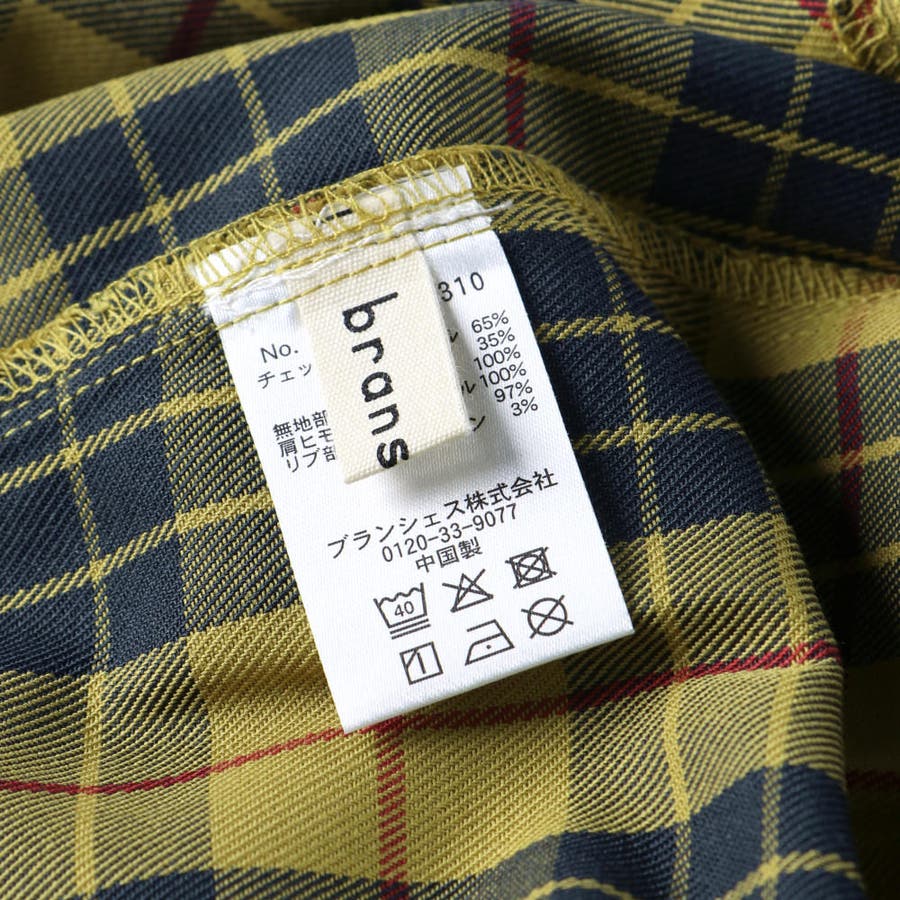 310
No.
brans
チェッ
65%
35%
100%
ル 100%
無地部 97%
肩ヒモ ン 3%
リブ部
ブランシェス株式会社
0120-33-9077
中国製
40